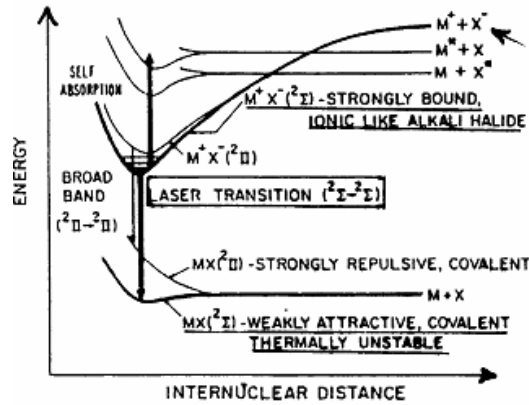 M⁺ + X⁻
M* + X
M + X*
SELF
ABSORPTION
M⁺X⁻(²Σ)-STRONGLY BOUND,
IONIC LIKE ALKALI HALIDE
M⁺X⁻(²Π)
ENERGY
BROAD
BAND
(²Π→²Π)
LASER TRANSITION (²Σ→²Σ)
MX(²Π)-STRONGLY REPULSIVE, COVALENT
M+X
MX(²Σ)-WEAKLY ATTRACTIVE, COVALENT
THERMALLY UNSTABLE
INTERNUCLEAR DISTANCE